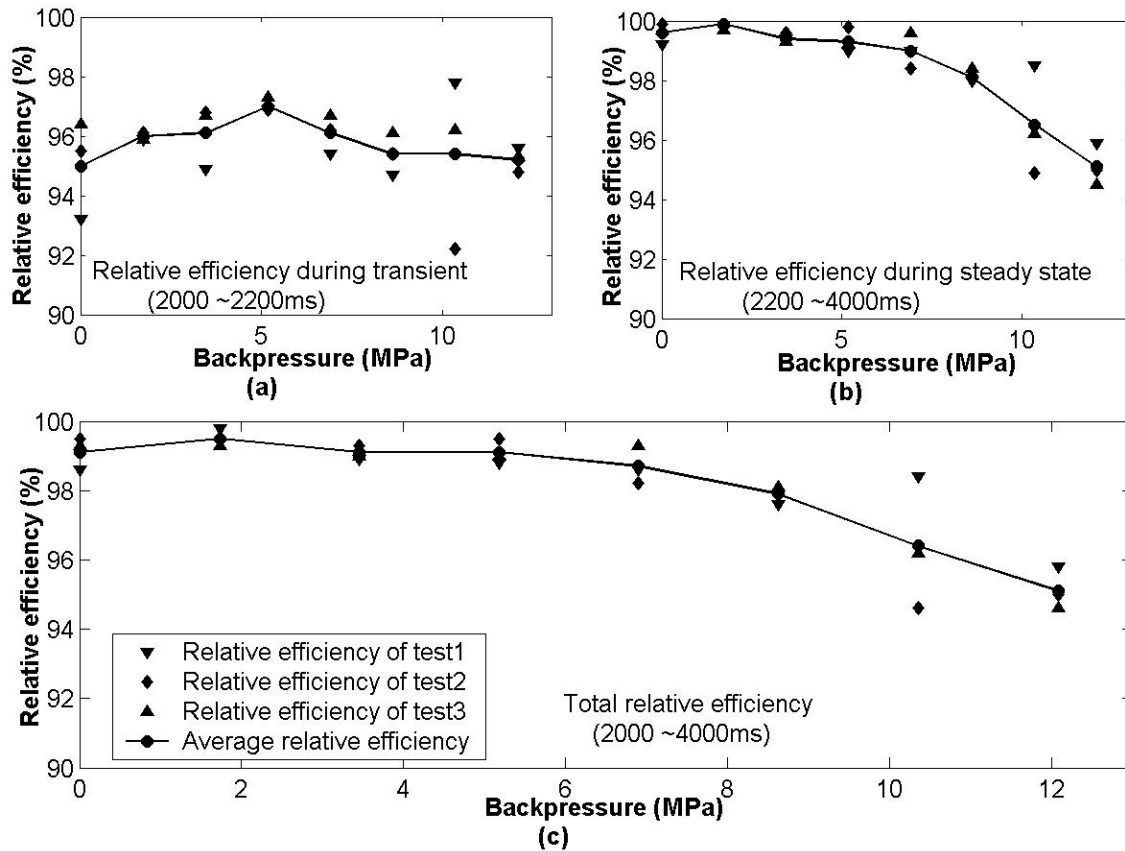 100
98
96
94
92
90
Relative efficiency (%)
Relative efficiency during transient
(2000 ~2200ms)
0
5
10
Backpressure (MPa)
(a)
100
98
96
94
92
90
Relative efficiency (%)
Relative efficiency during steady state
(2200 ~4000ms)
0
5
10
Backpressure (MPa)
(b)
100
98
96
94
92
90
Relative efficiency (%)
Relative efficiency of test1
Relative efficiency of test2
Relative efficiency of test3
Average relative efficiency
Total relative efficiency
(2000 ~4000ms)
0
2
4
6
8
10
12
Backpressure (MPa)
(c)